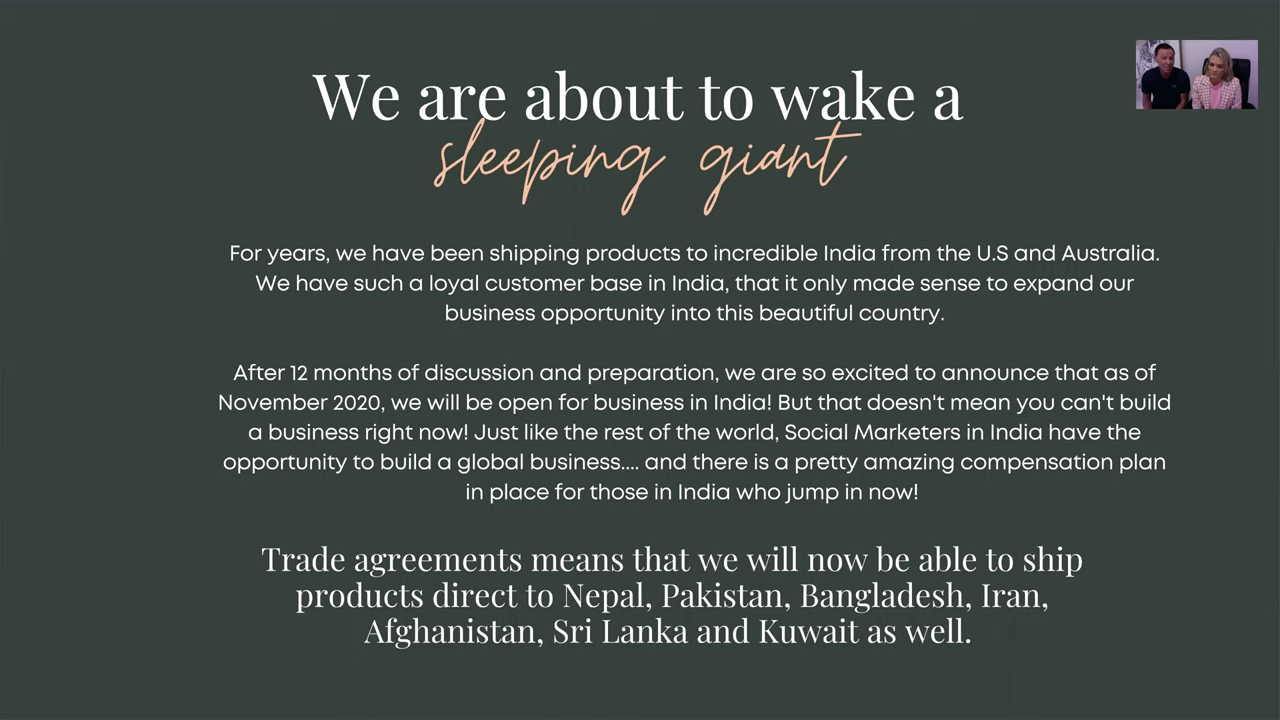 We are about to wake a
sleeping giant
For years, we have been shipping products to incredible India from the U.S and Australia.
We have such a loyal customer base in India, that it only made sense to expand our
business opportunity into this beautiful country.
After 12 months of discussion and preparation, we are so excited to announce that as of
November 2020, we will be open for business in India! But that doesn't mean you can't build
a business right now! Just like the rest of the world, Social Marketers in India have the
opportunity to build a global business.... and there is a pretty amazing compensation plan
in place for those in India who jump in now!
Trade agreements means that we will now be able to ship
products direct to Nepal, Pakistan, Bangladesh, Iran,
Afghanistan, Sri Lanka and Kuwait as well.